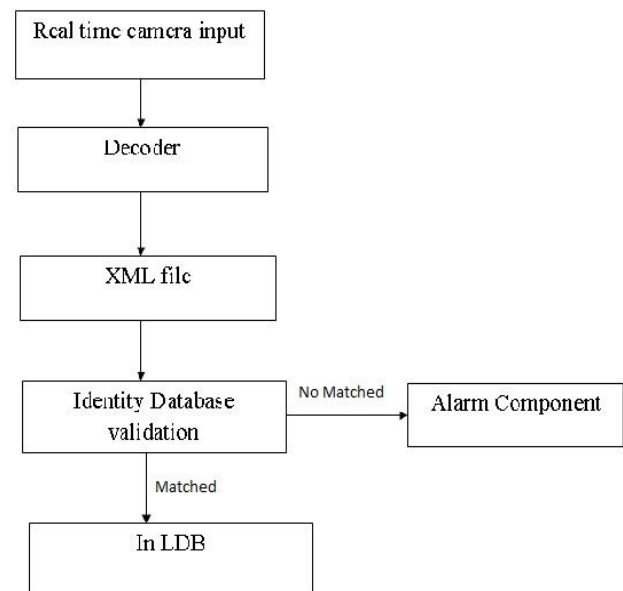 Real time camera input
Decoder
XML file
Identity Database
validation
No Matched
Alarm Component
Matched
In LDB